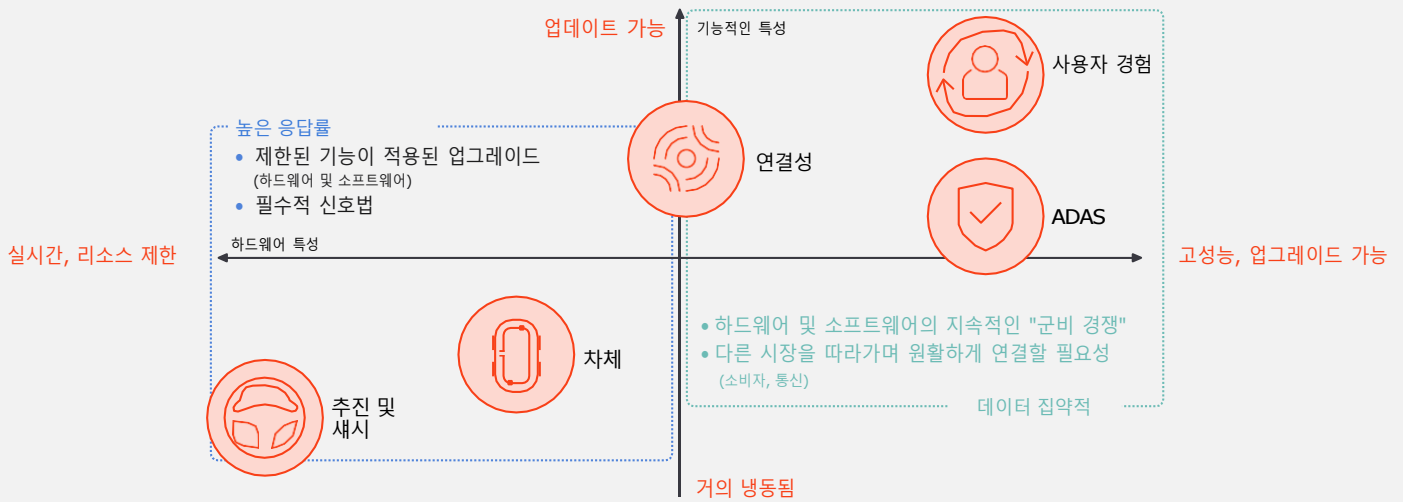 업데이트 가능
기능적인 특성
사용자 경험
높은 응답률
• 제한된 기능이 적용된 업그레이드
(하드웨어 및 소프트웨어)
• 필수적 신호법
연결성
ADAS
하드웨어 특성
실시간, 리소스 제한
고성능, 업그레이드 가능
• 하드웨어 및 소프트웨어의 지속적인 "군비 경쟁"
• 다른 시장을 따라가며 원활하게 연결할 필요성
(소비자, 통신)
차체
데이터 집약적
추진 및
섀시
거의 냉동됨